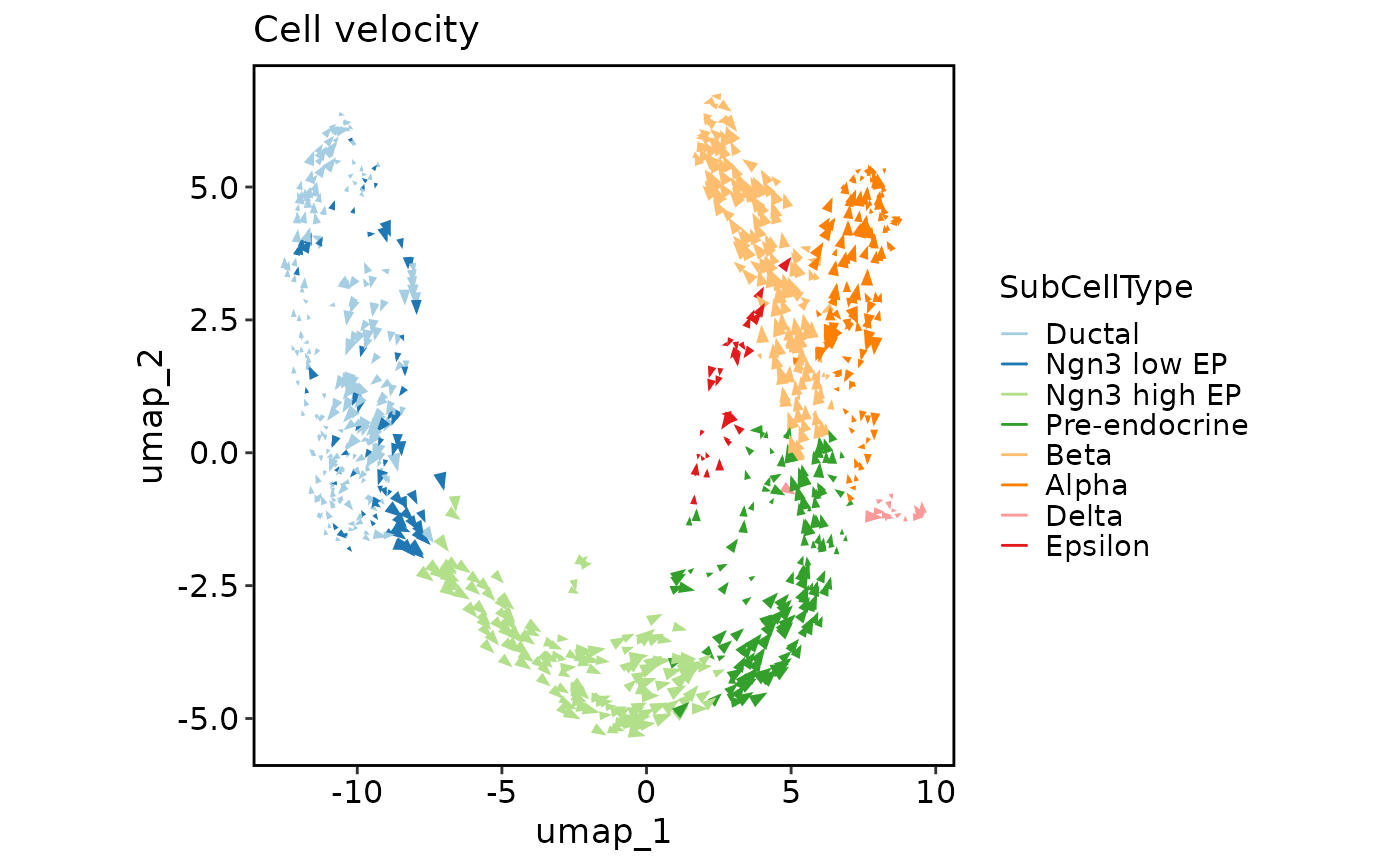 Cell velocity
umap_2
5.0
2.5
0.0
-2.5
-5.0
-10
-5
0
5
10
umap_1
SubCellType
Ductal
Ngn3 low EP
Ngn3 high EP
Pre-endocrine
Beta
Alpha
Delta
Epsilon